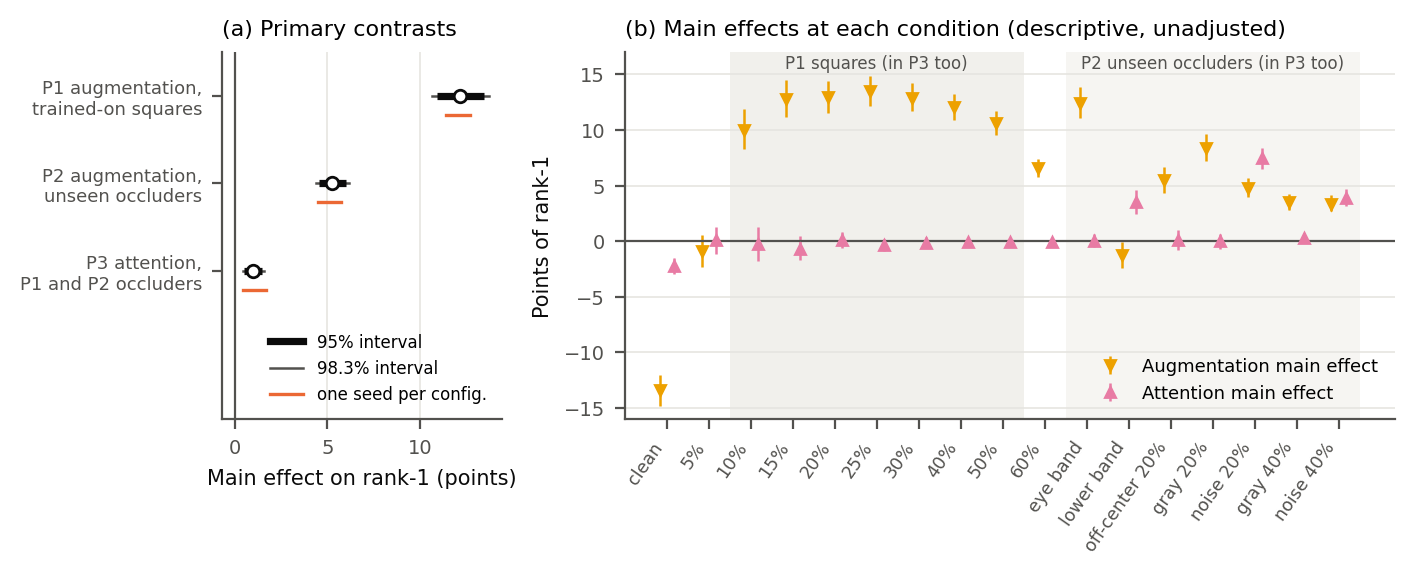 (a) Primary contrasts
P1 augmentation,
trained-on squares
P2 augmentation,
unseen occluders
P3 attention,
P1 and P2 occluders
95% interval
98.3% interval
one seed per config.
0 5 10
Main effect on rank-1 (points)
(b) Main effects at each condition (descriptive, unadjusted)
P1 squares (in P3 too)
P2 unseen occluders (in P3 too)
Points of rank-1
15
10
5
0
−5
−10
−15
Augmentation main effect
Attention main effect
clean
5%
10%
15%
20%
25%
30%
40%
50%
60%
eye band
lower band
off-center 20%
gray 20%
noise 20%
gray 40%
noise 40%